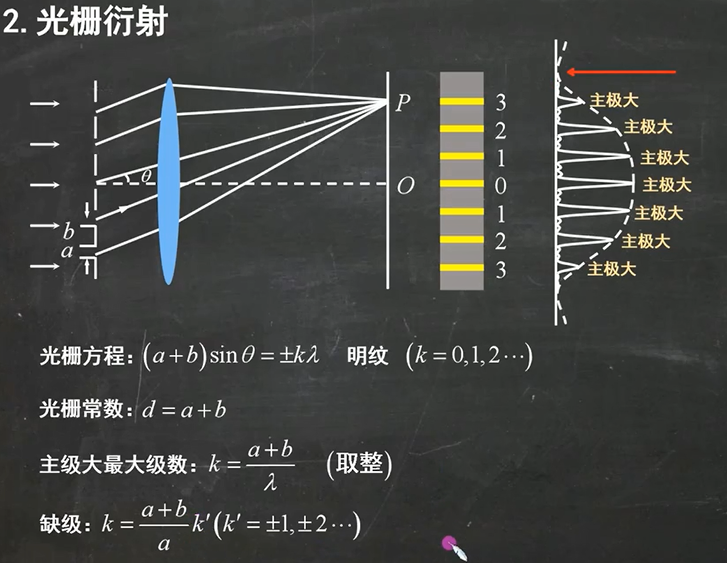 2. 光栅衍射
P
θ
O
b
a
3
2
1
0
1
2
3
主极大
主极大
主极大
主极大
主极大
主极大
主极大
光栅方程: (a+b)sinθ=±kλ 明纹 (k=0,1,2⋯)
光栅常数: d=a+b
主级大最大级数: k=\frac{a+b}{λ} (取整)
缺级: k=\frac{a+b}{a}k′(k′=±1,±2⋯)